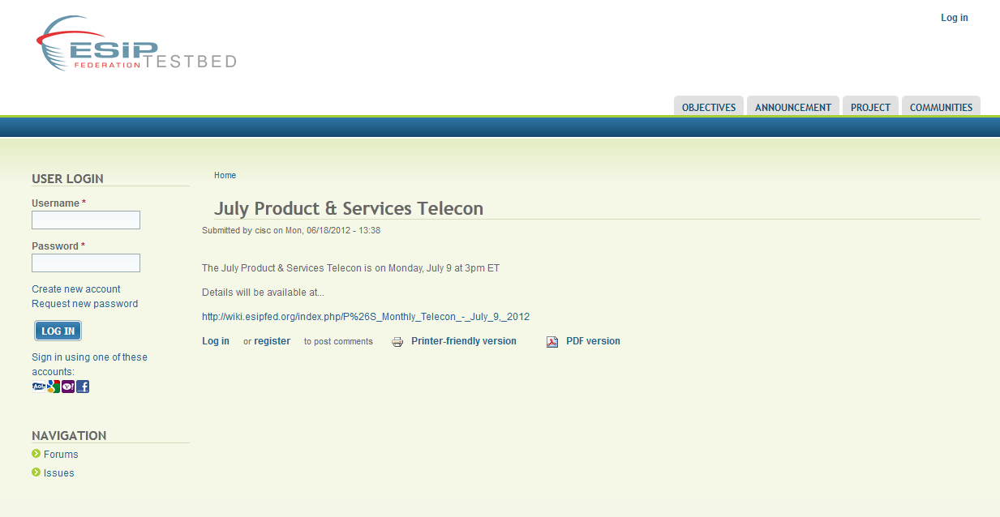 Log in
ESIP
FEDERATION TESTBED
OBJECTIVES ANNOUNCEMENT PROJECT COMMUNITIES
USER LOGIN
Username *
Password *
Create new account
Request new password
LOG IN
Sign in using one of these
accounts:
Aol Y! f
NAVIGATION
Forums
Issues
Home
July Product & Services Telecon
Submitted by cisc on Mon, 06/18/2012 - 13:38
The July Product & Services Telecon is on Monday, July 9 at 3pm ET
Details will be available at...
http://wiki.esipfed.org/index.php/P%26S_Monthly_Telecon_-_July_9,_2012
Log in or register to post comments Printer-friendly version PDF version